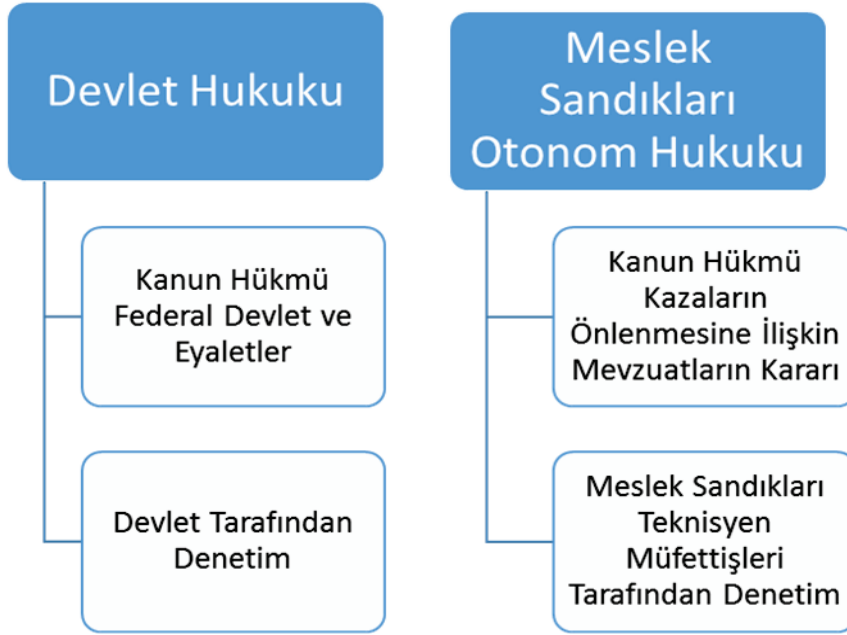 Devlet Hukuku
Kanun Hükmü
Federal Devlet ve
Eyaletler
Devlet Tarafından
Denetim
Meslek
Sandıkları
Otonom Hukuku
Kanun Hükmü
Kazaların
Önlenmesine İlişkin
Mevzuatların Kararı
Meslek Sandıkları
Teknisyen
Müfettişleri
Tarafından Denetim